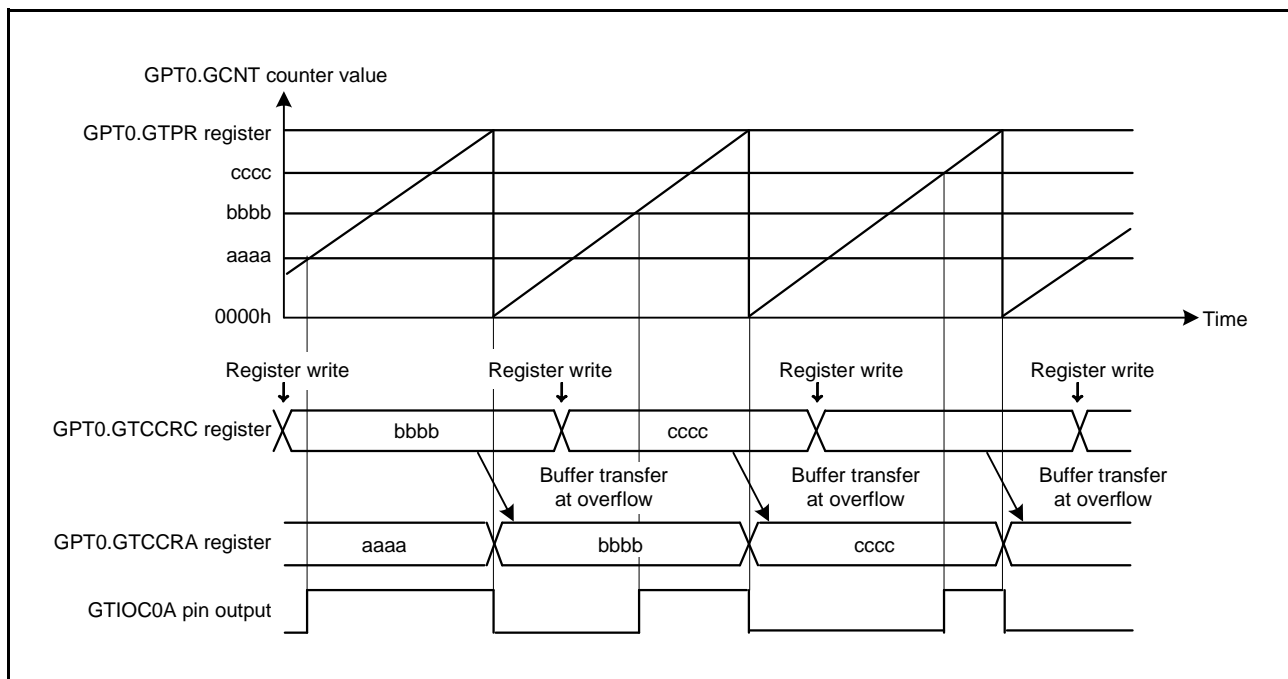 GPT0.GCNT counter value
GPT0.GTPR register
cccc
bbbb
aaaa
0000h
Time
Register write
Register write
Register write
Register write
GPT0.GTCCRC register
bbbb
cccc
Buffer transfer
at overflow
Buffer transfer
at overflow
Buffer transfer
at overflow
GPT0.GTCCRA register
aaaa
bbbb
cccc
GTIOC0A pin output